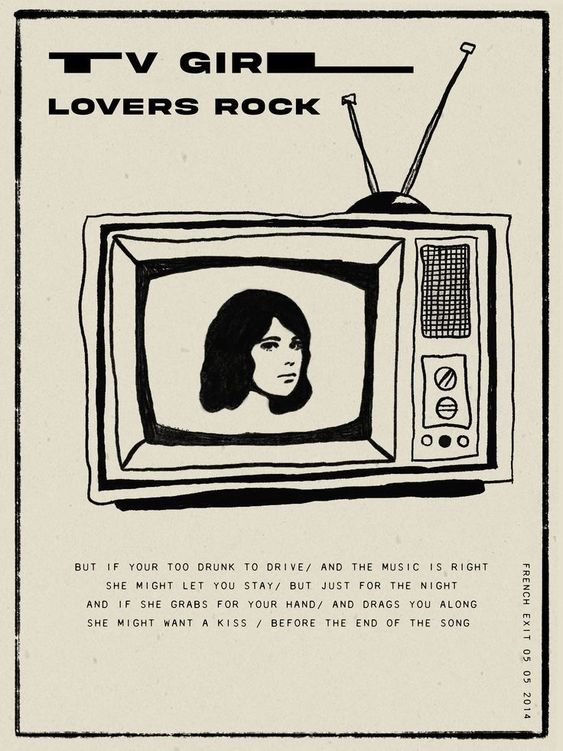 TV GIRL
LOVERS ROCK
BUT IF YOUR TOO DRUNK TO DRIVE/ AND THE MUSIC IS RIGHT
SHE MIGHT LET YOU STAY/ BUT JUST FOR THE NIGHT
AND IF SHE GRABS FOR YOUR HAND/ AND DRAGS YOU ALONG
SHE MIGHT WANT A KISS / BEFORE THE END OF THE SONG
FRENCH EXIT 05 05 2014